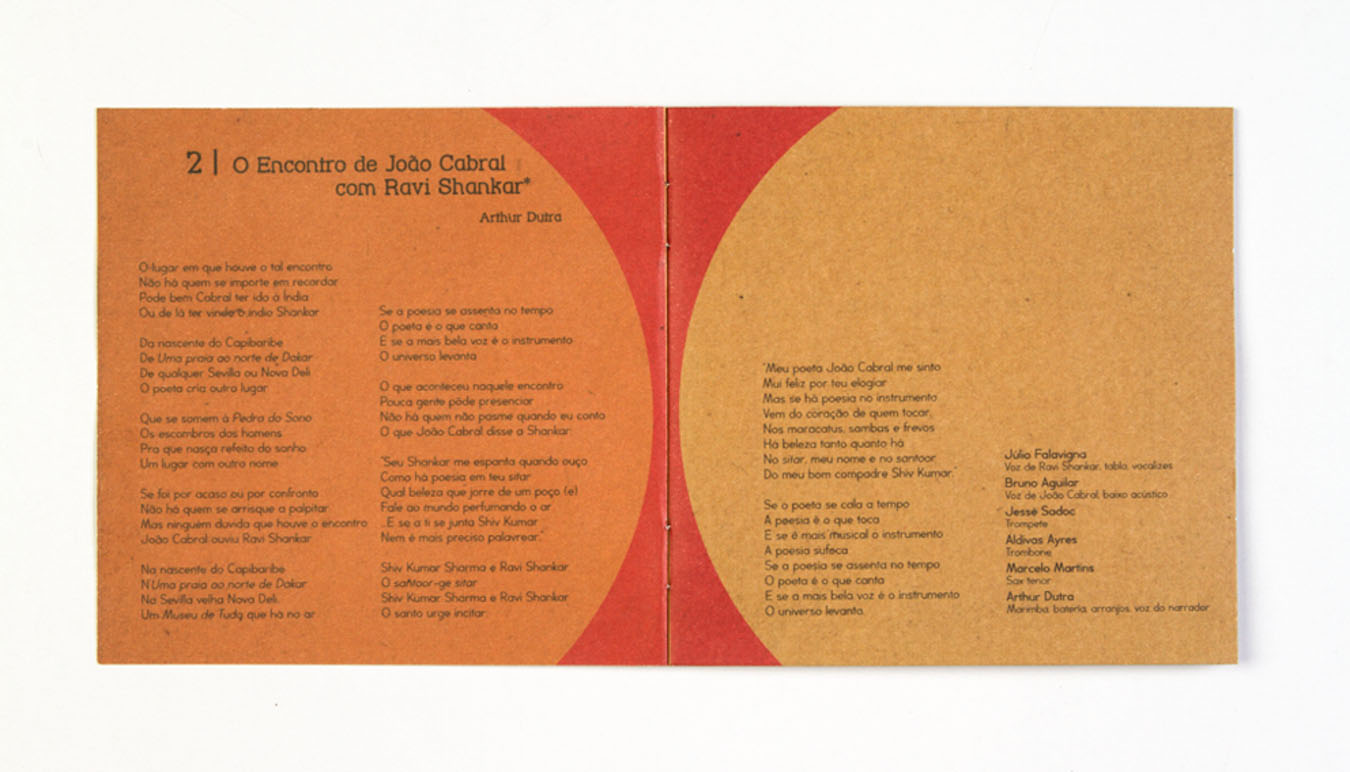 2 | O Encontro de João Cabral
com Ravi Shankar*
Arthur Dutra
O lugar em que houve o tal encontro
Não há quem se importe em recordar
Pode bem Cabral ter ido à Índia
Ou de lá ter vindo o índio Shankar
Da nascente do Capibaribe
De Uma praia ao norte de Dakar
De qualquer Sevilla ou Nova Deli
O poeta cria outro lugar
Que se somem à Pedra do Sono
Os escombros dos homens
Pra que nasça refeito do sonho
Um lugar com outro nome
Se foi por acaso ou por confronto
Não há quem se arrisque a palpitar
Mas ninguém duvida que houve o encontro
João Cabral ouviu Ravi Shankar
Na nascente do Capibaribe
N'Uma praia ao norte de Dakar
Na Sevilla velha Nova Deli
Um Museu de Tudo que há no ar
Se a poesia se assenta no tempo
O poeta é o que canta
E se a mais bela voz é o instrumento
O universo levanta
O que aconteceu naquele encontro
Pouca gente pôde presenciar
Não há quem não pasme quando eu conto
O que João Cabral disse a Shankar:
"Seu Shankar me espanta quando ouço
Como há poesia em teu sitar
Qual beleza que jorre de um poço (e)
Fale ao mundo perfumando o ar
...E se a ti se junta Shiv Kumar
Nem é mais preciso palavrear."
Shiv Kumar Sharma e Ravi Shankar
O santoor-ge sitar
Shiv Kumar Sharma e Ravi Shankar
O santo urge incitar
"Meu poeta João Cabral me sinto
Mui feliz por teu elogiar
Mas se há poesia no instrumento
Vem do coração de quem tocar.
Nos maracatus, sambas e frevos
Há beleza tanto quanto há
No sitar, meu nome e no santoor
Do meu bom compadre Shiv Kumar."
Se o poeta se cala a tempo
A poesia é o que toca
E se é mais musical o instrumento
A poesia sufoca
Se a poesia se assenta no tempo
O poeta é o que canta
E se a mais bela voz é o instrumento
O universo levanta.
Júlio Falavigna
Voz de Ravi Shankar, tabla, vocalizes
Bruno Aguilar
Voz de João Cabral, baixo acústico
Jessé Sadoc
Trompete
Aldivas Ayres
Trombone
Marcelo Martins
Sax tenor
Arthur Dutra
Marimba, bateria, arranjos, voz do narrador